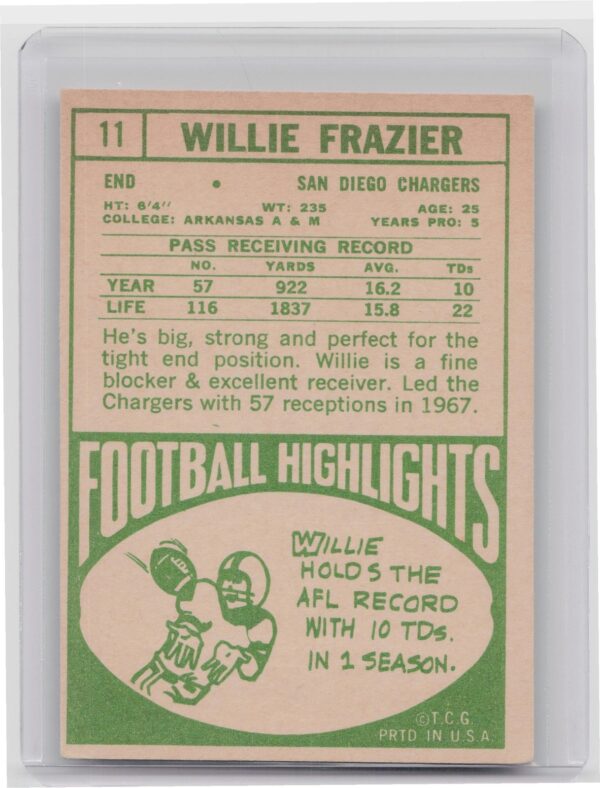 11 WILLIE FRAZIER
END • SAN DIEGO CHARGERS
HT: 6'4" WT: 235 AGE: 25
COLLEGE: ARKANSAS A & M YEARS PRO: 5
PASS RECEIVING RECORD
NO. YARDS AVG. TDs
YEAR 57 922 16.2 10
LIFE 116 1837 15.8 22
He's big, strong and perfect for the
tight end position. Willie is a fine
blocker & excellent receiver. Led the
Chargers with 57 receptions in 1967.
FOOTBALL HIGHLIGHTS
WILLIE
HOLDS THE
AFL RECORD
WITH 10 TDs.
IN 1 SEASON.
©T.C.G.
PRTD IN U.S.A.